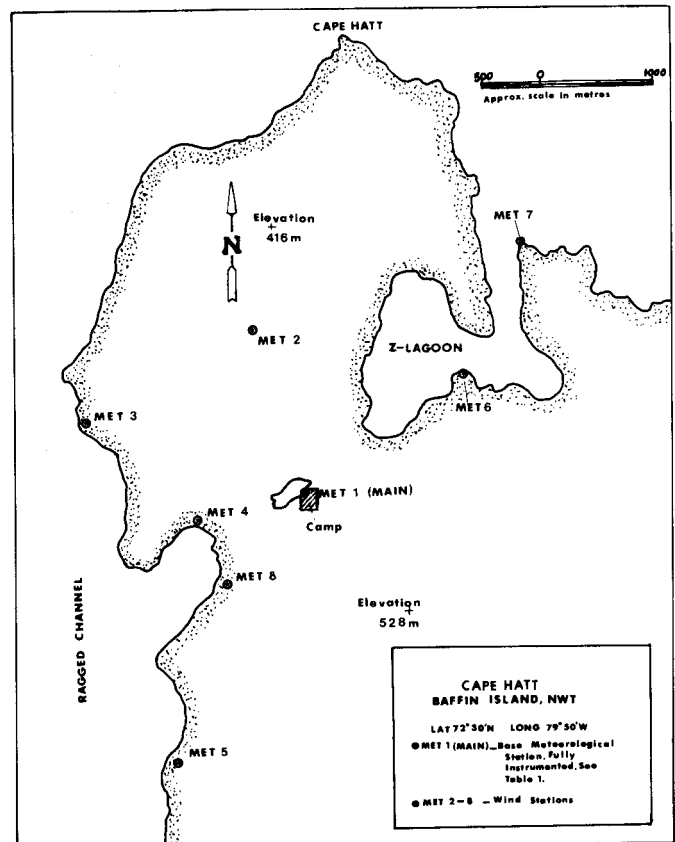 CAPE HATT
500 0 1000
Approx. scale in metres
MET 7
Elevation
416m
N
MET 2
Z-LAGOON
MET 6
MET 3
MET 1 (MAIN)
MET 4
Camp
MET 8
Elevation
528m
RAGGED CHANNEL
MET 5
CAPE HATT
BAFFIN ISLAND, NWT
LAT 72°30'N LONG 79°50'W
MET 1 (MAIN)_Base Meteorological
Station, Fully
Instrumented, See
Table 1.
MET 2-8 _ Wind Stations